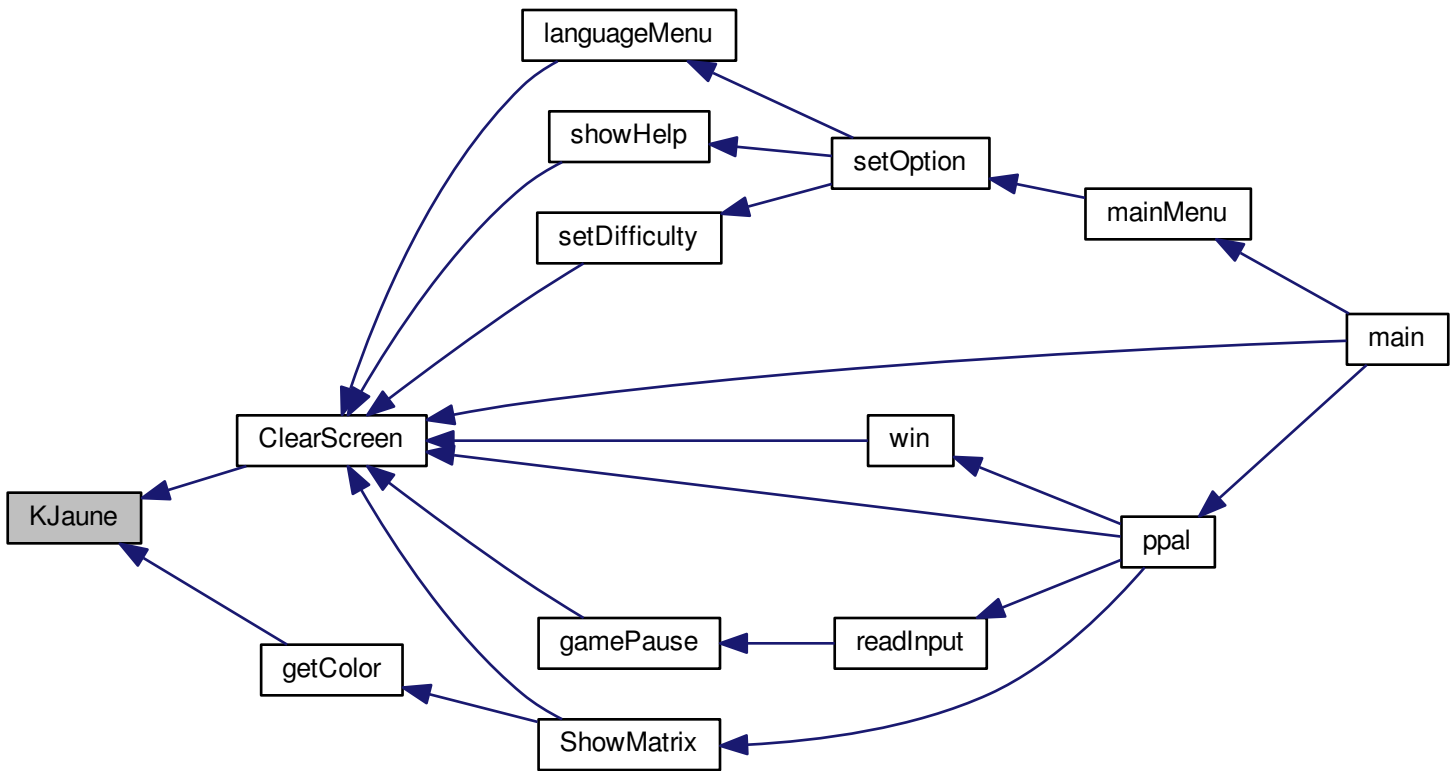 languageMenu
showHelp
setOption
mainMenu
setDifficulty
main
ClearScreen
win
KJaune
ppal
gamePause
readInput
getColor
ShowMatrix